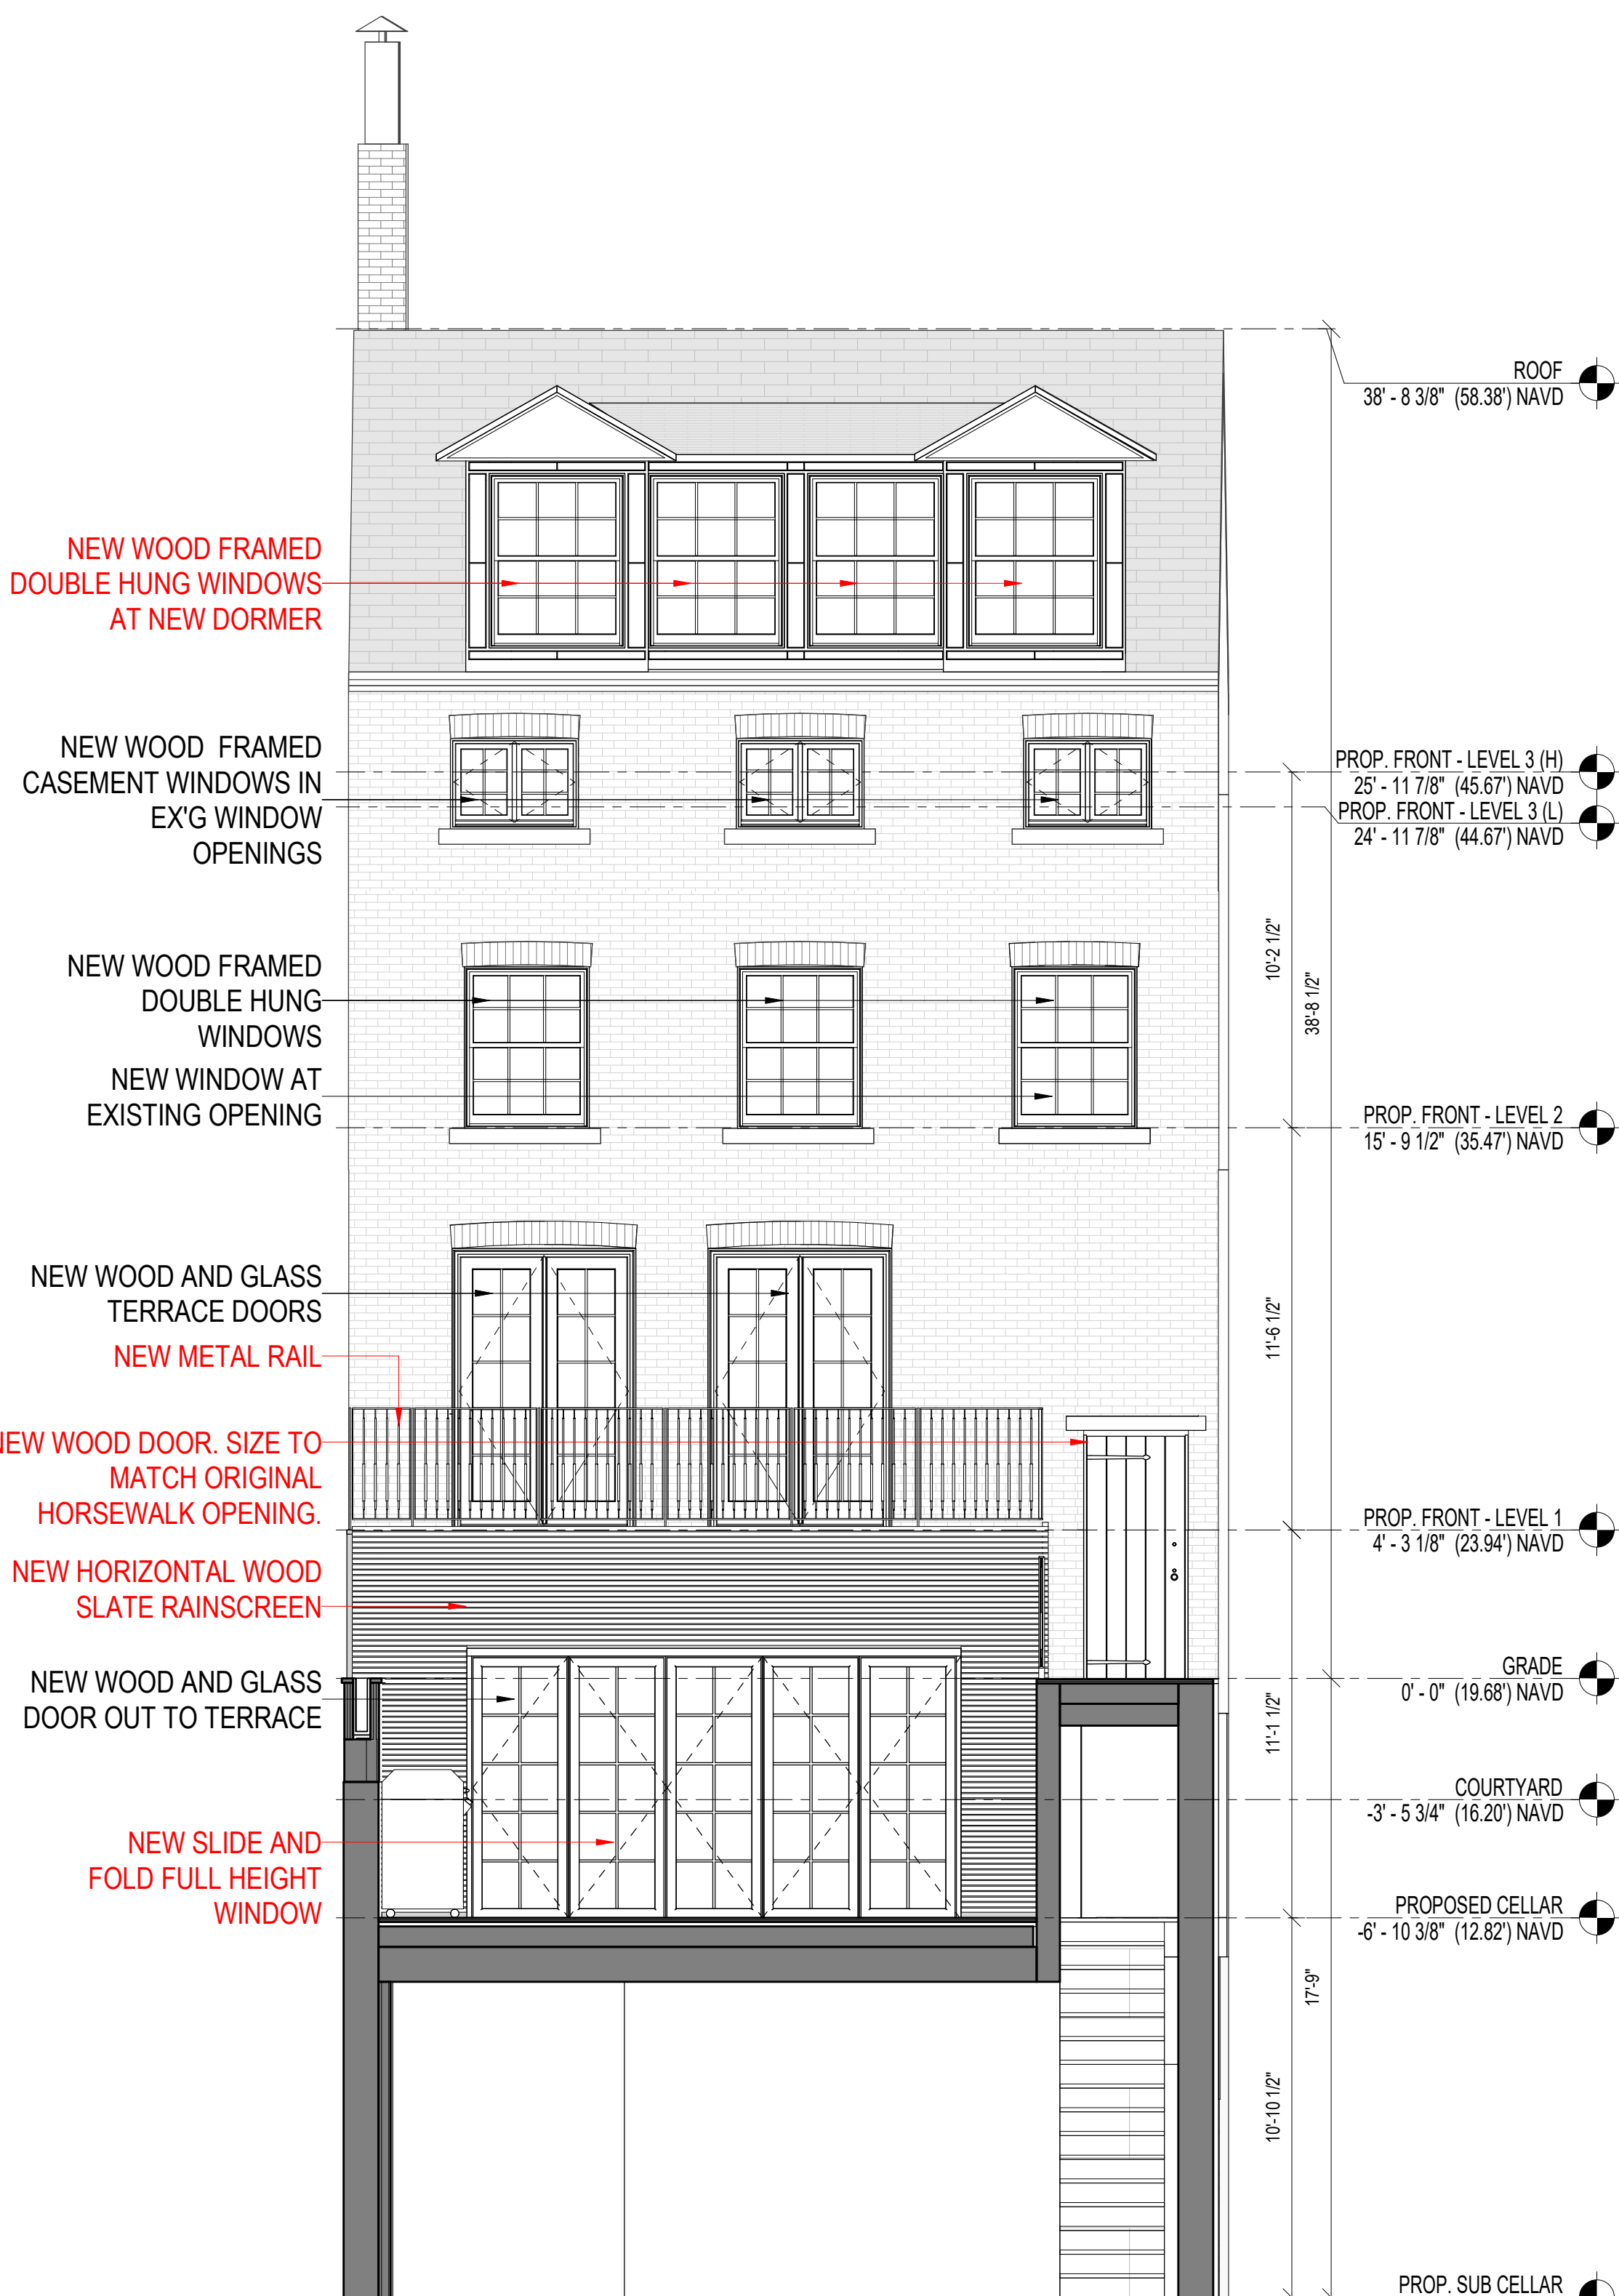 ROOF
38' - 8 3/8" (58.38') NAVD
NEW WOOD FRAMED
DOUBLE HUNG WINDOWS
AT NEW DORMER
NEW WOOD FRAMED
CASEMENT WINDOWS IN
EX'G WINDOW
OPENINGS
PROP. FRONT - LEVEL 3 (H)
25' - 11 7/8" (45.67') NAVD
PROP. FRONT - LEVEL 3 (L)
24' - 11 7/8" (44.67') NAVD
10'-2 1/2"
38'-8 1/2"
NEW WOOD FRAMED
DOUBLE HUNG
WINDOWS
NEW WINDOW AT
EXISTING OPENING
PROP. FRONT - LEVEL 2
15' - 9 1/2" (35.47') NAVD
NEW WOOD AND GLASS
TERRACE DOORS
11'-6 1/2"
NEW METAL RAIL
NEW WOOD DOOR. SIZE TO
MATCH ORIGINAL
HORSEWALK OPENING.
PROP. FRONT - LEVEL 1
4' - 3 1/8" (23.94') NAVD
NEW HORIZONTAL WOOD
SLATE RAINSCREEN
NEW WOOD AND GLASS
DOOR OUT TO TERRACE
GRADE
0' - 0" (19.68') NAVD
11'-1 1/2"
COURTYARD
-3' - 5 3/4" (16.20') NAVD
NEW SLIDE AND
FOLD FULL HEIGHT
WINDOW
PROPOSED CELLAR
-6' - 10 3/8" (12.82') NAVD
17'-9"
10'-10 1/2"
PROP. SUB CELLAR